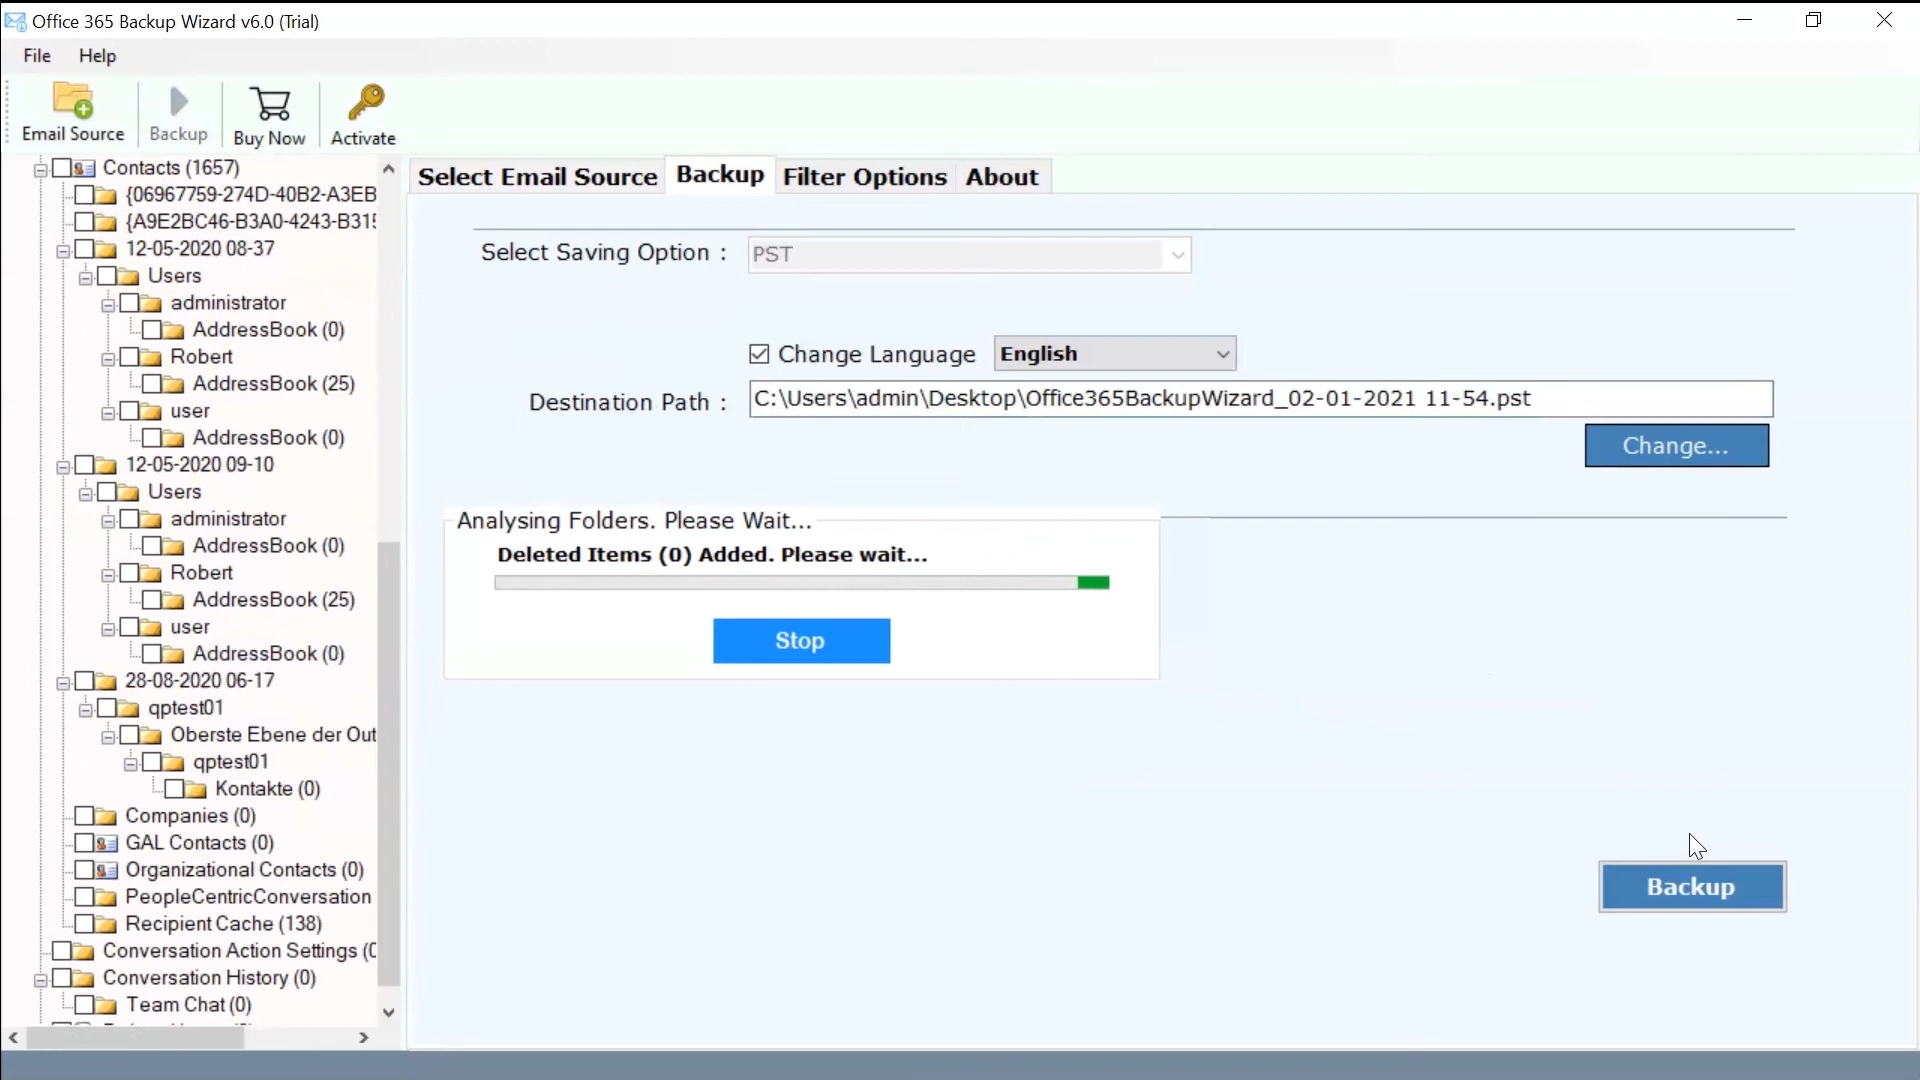 Office 365 Backup Wizard v6.0 (Trial)
File Help
Email Source Backup Buy Now Activate
Contacts (1657)
{06967759-274D-40B2-A3EB
{A9E2BC46-B3A0-4243-B315
12-05-2020 08-37
Users
administrator
AddressBook (0)
Robert
AddressBook (25)
user
AddressBook (0)
12-05-2020 09-10
Users
administrator
AddressBook (0)
Robert
AddressBook (25)
user
AddressBook (0)
28-08-2020 06-17
qptest01
Oberste Ebene der Out
qptest01
Kontakte (0)
Companies (0)
GAL Contacts (0)
Organizational Contacts (0)
PeopleCentricConversation
Recipient Cache (138)
Conversation Action Settings (0
Conversation History (0)
Team Chat (0)
Select Email Source Backup Filter Options About
Select Saving Option : PST
Change Language English
Destination Path : C:\Users\admin\Desktop\Office365BackupWizard_02-01-2021 11-54.pst
Change...
Analysing Folders. Please Wait...
Deleted Items (0) Added. Please wait...
Stop
Backup